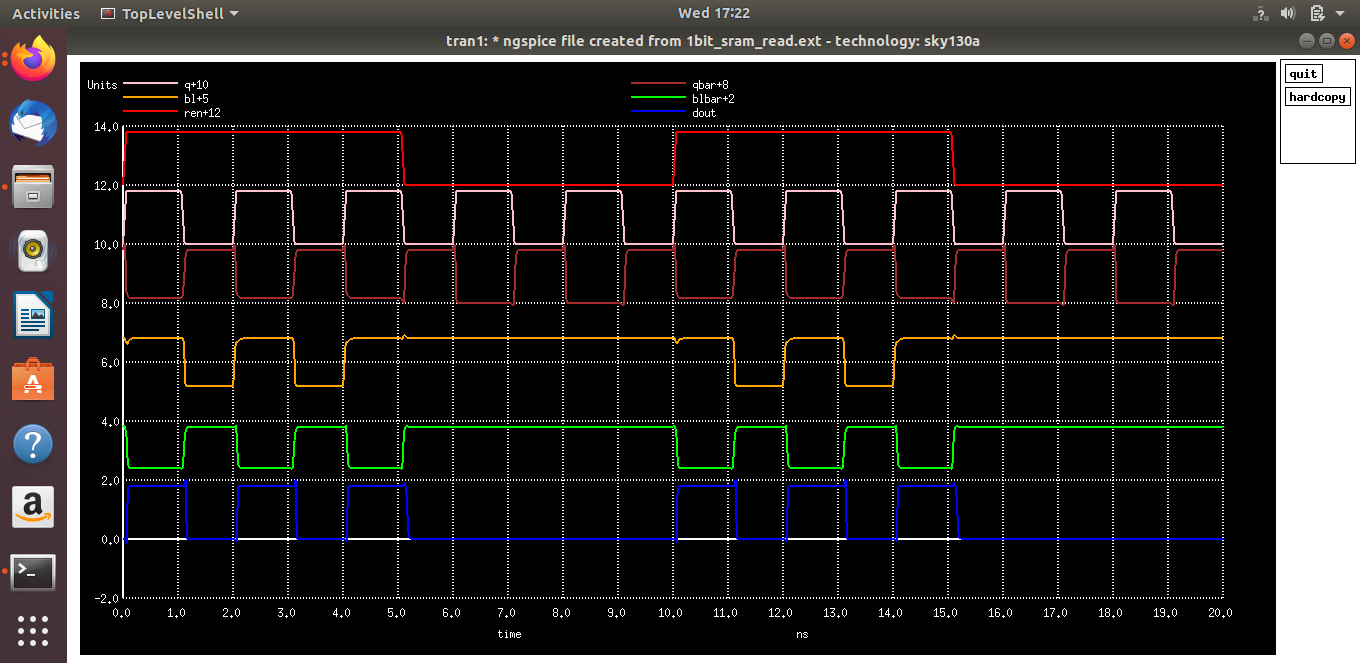 Activities TopLevelShell Wed 17:22
tran1: * ngspice file created from 1bit_sram_read.ext - technology: sky130a
quit
hardcopy
Units q+10 qbar+8
bl+5 blbar+2
ren+12 dout
14.0
12.0
10.0
8.0
6.0
4.0
2.0
0.0
-2.0
0.0 1.0 2.0 3.0 4.0 5.0 6.0 7.0 8.0 9.0 10.0 11.0 12.0 13.0 14.0 15.0 16.0 17.0 18.0 19.0 20.0
time ns
?
a
>_